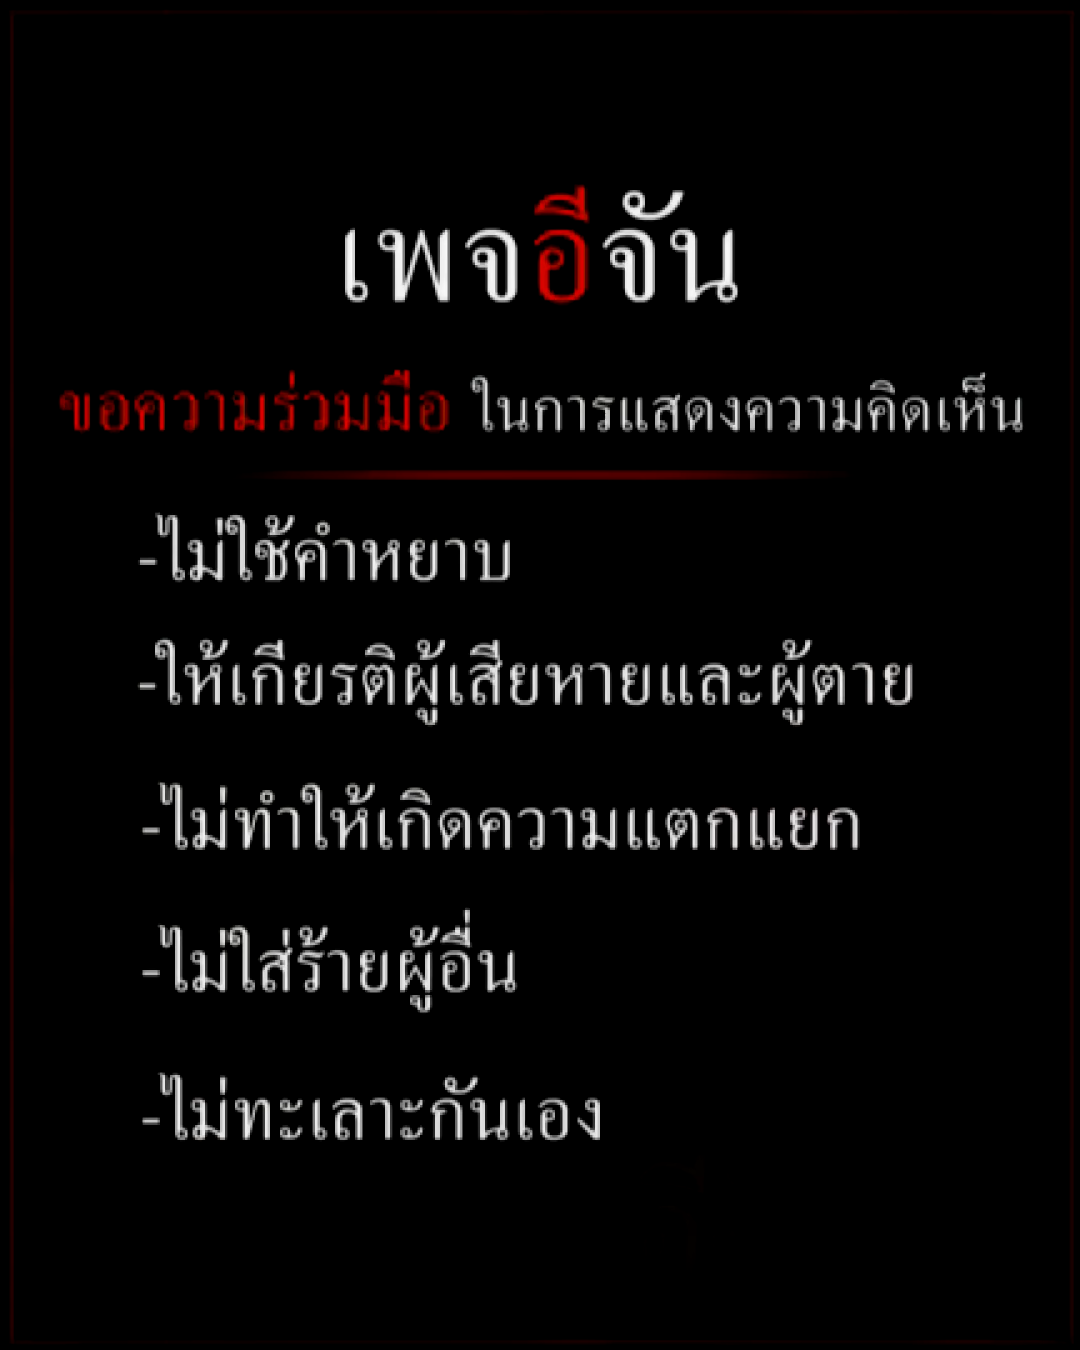 เพจอีจัน
ขอความร่วมมือ ในการแสดงความคิดเห็น
-ไม่ใช้คำหยาบ
-ให้เกียรติผู้เสียหายและผู้ตาย
-ไม่ทำให้เกิดความแตกแยก
-ไม่ใส่ร้ายผู้อื่น
-ไม่ทะเลาะกันเอง